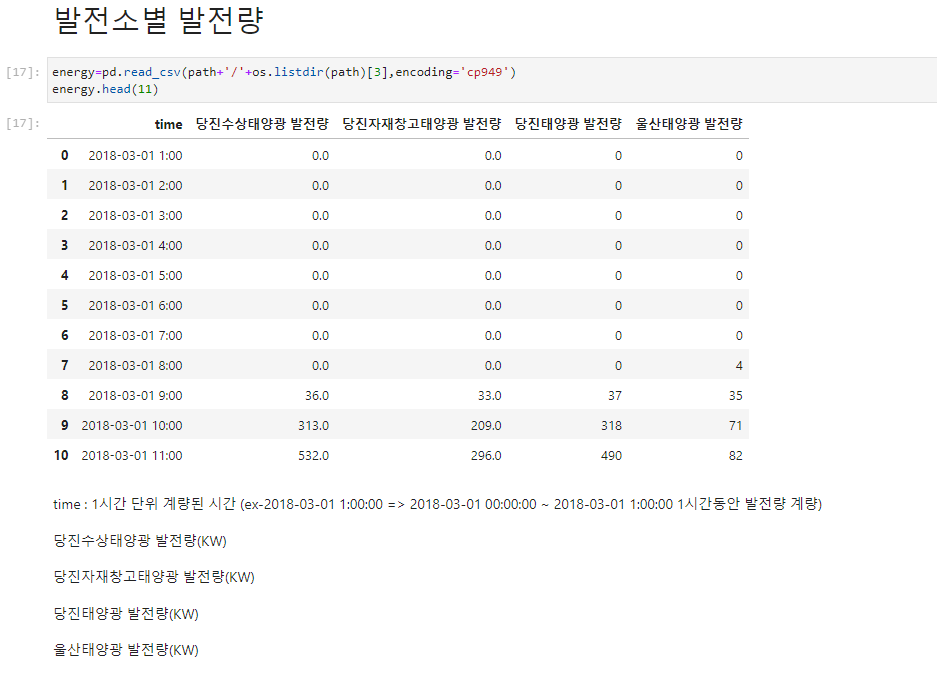 발전소별 발전량
[17]: energy=pd.read_csv(path+'/'+os.listdir(path)[3],encoding='cp949')
energy.head(11)
[17]: time 당진수상태양광 발전량 당진자재창고태양광 발전량 당진태양광 발전량 울산태양광 발전량
0 2018-03-01 1:00 0.0 0.0 0 0
1 2018-03-01 2:00 0.0 0.0 0 0
2 2018-03-01 3:00 0.0 0.0 0 0
3 2018-03-01 4:00 0.0 0.0 0 0
4 2018-03-01 5:00 0.0 0.0 0 0
5 2018-03-01 6:00 0.0 0.0 0 0
6 2018-03-01 7:00 0.0 0.0 0 0
7 2018-03-01 8:00 0.0 0.0 0 4
8 2018-03-01 9:00 36.0 33.0 37 35
9 2018-03-01 10:00 313.0 209.0 318 71
10 2018-03-01 11:00 532.0 296.0 490 82
time : 1시간 단위 계량된 시간 (ex-2018-03-01 1:00:00 => 2018-03-01 00:00:00 ~ 2018-03-01 1:00:00 1시간동안 발전량 계량)
당진수상태양광 발전량(KW)
당진자재창고태양광 발전량(KW)
당진태양광 발전량(KW)
울산태양광 발전량(KW)